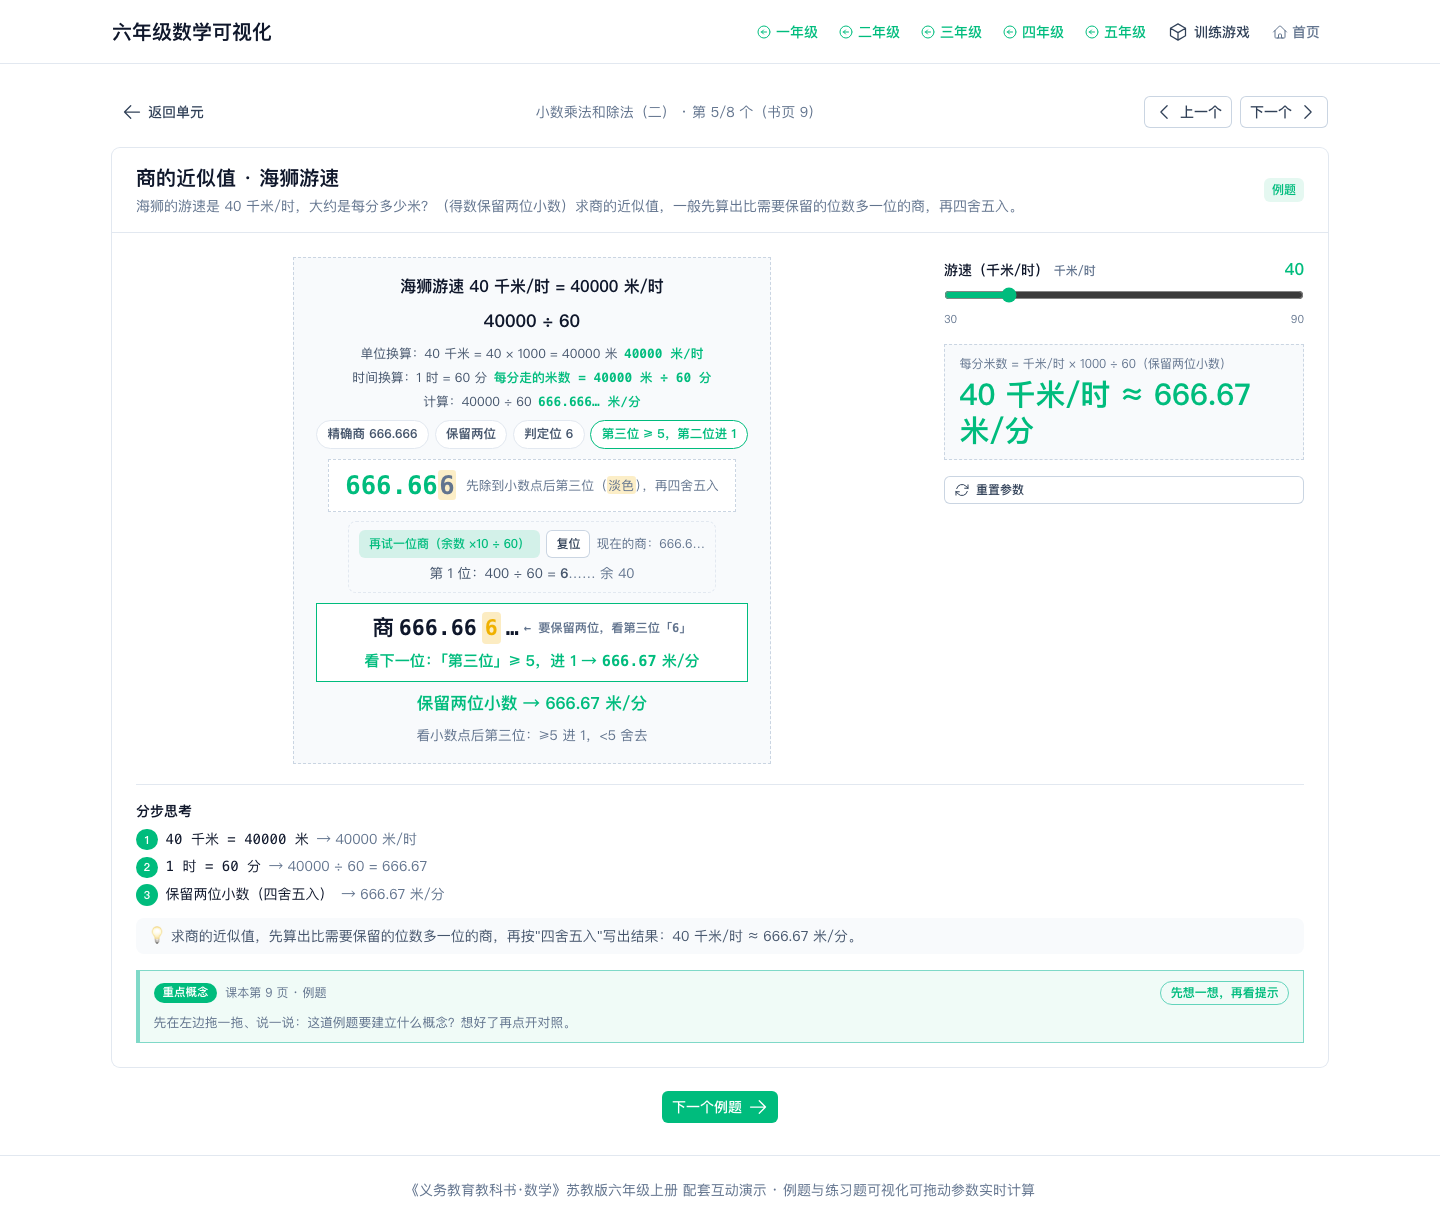 六年级数学可视化
一年级 二年级 三年级 四年级 五年级 训练游戏 首页
返回单元
小数乘法和除法（二） · 第 5/8 个（书页 9）
上一个 下一个
商的近似值 · 海狮游速
海狮的游速是 40 千米/时，大约是每分多少米？（得数保留两位小数）求商的近似值，一般先算出比需要保留的位数多一位的商，再四舍五入。
例题
海狮游速 40 千米/时 = 40000 米/时
40000 ÷ 60
单位换算：40 千米 = 40 × 1000 = 40000 米 40000 米/时
时间换算：1 时 = 60 分 每分走的米数 = 40000 米 ÷ 60 分
计算：40000 ÷ 60 666.666… 米/分
精确商 666.666 保留两位 判定位 6 第三位 ≥ 5，第二位进 1
666.666 先除到小数点后第三位（淡色），再四舍五入
再试一位商（余数 ×10 ÷ 60） 复位 现在的商：666.6…
第 1 位：400 ÷ 60 = 6…… 余 40
商 666.66 6 … ← 要保留两位，看第三位「6」
看下一位：「第三位」≥ 5，进 1 → 666.67 米/分
保留两位小数 → 666.67 米/分
看小数点后第三位：≥5 进 1，<5 舍去
游速（千米/时） 千米/时 40
30 90
每分米数 = 千米/时 × 1000 ÷ 60（保留两位小数）
40 千米/时 ≈ 666.67
米/分
重置参数
分步思考
1 40 千米 = 40000 米 → 40000 米/时
2 1 时 = 60 分 → 40000 ÷ 60 = 666.67
3 保留两位小数（四舍五入） → 666.67 米/分
求商的近似值，先算出比需要保留的位数多一位的商，再按"四舍五入"写出结果：40 千米/时 ≈ 666.67 米/分。
重点概念 课本第 9 页 · 例题
先想一想，再看提示
先在左边拖一拖、说一说：这道例题要建立什么概念？想好了再点开对照。
下一个例题
《义务教育教科书·数学》苏教版六年级上册 配套互动演示 · 例题与练习题可视化可拖动参数实时计算